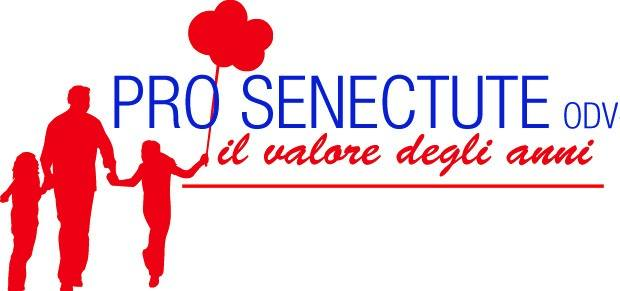 PRO SENECTUTE ODV
il valore degli anni